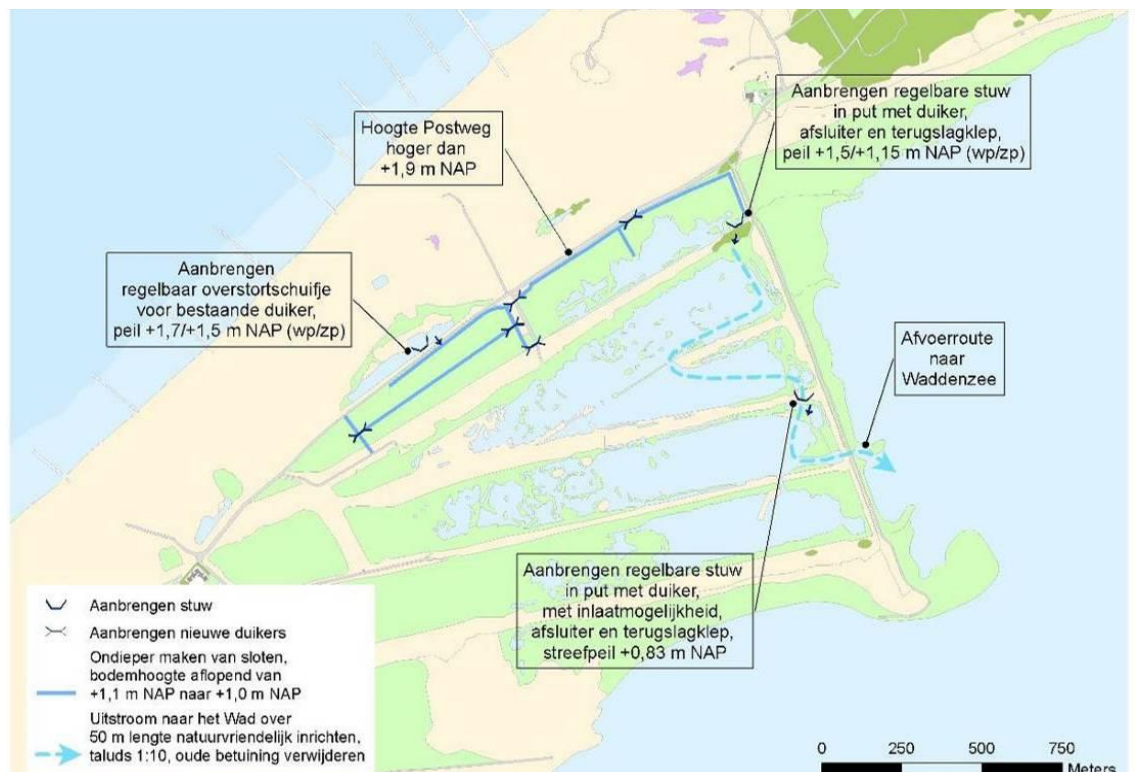 Aanbrengen regelbare stuw
in put met duiker,
afsluiter en terugslagklep,
peil +1,5/+1,15 m NAP (wp/zp)
Hoogte Postweg
hoger dan
+1,9 m NAP
Aanbrengen
regelbaar overstortschuifje
voor bestaande duiker,
peil +1,7/+1,5 m NAP (wp/zp)
Afvoerroute
naar
Waddenzee
Aanbrengen regelbare stuw
in put met duiker,
met inlaatmogelijkheid,
afsluiter en terugslagklep,
streefpeil +0,83 m NAP
Aanbrengen stuw
Aanbrengen nieuwe duikers
Ondieper maken van sloten,
bodemhoogte aflopend van
+1,1 m NAP naar +1,0 m NAP
Uitstroom naar het Wad over
50 m lengte natuurvriendelijk inrichten,
taluds 1:10, oude betuining verwijderen
0 250 500 750
Meters